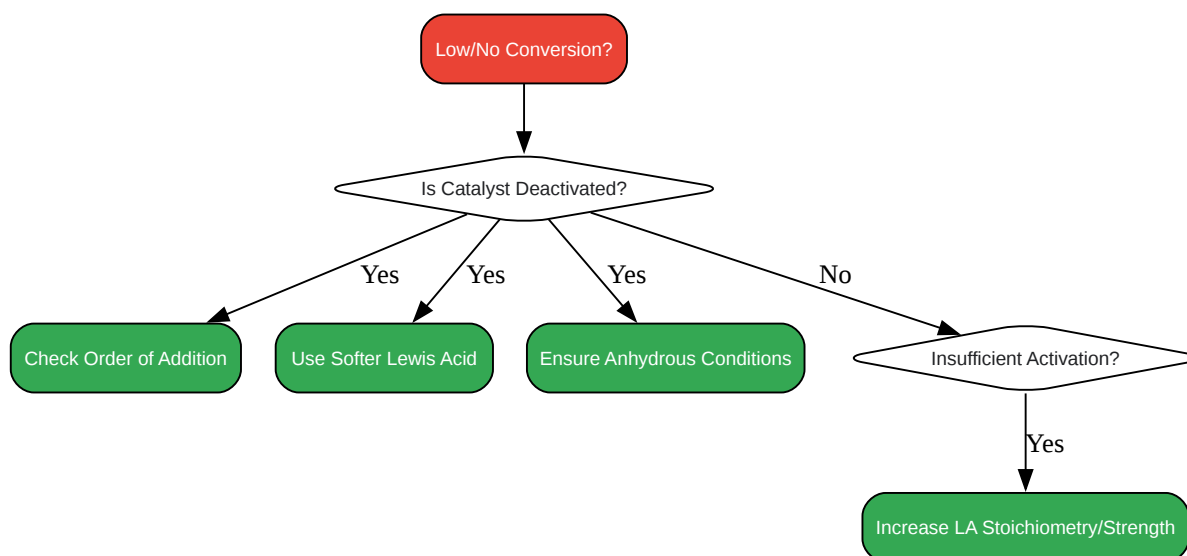 Low/No Conversion?
Is Catalyst Deactivated?
Yes
Yes
Yes
No
Check Order of Addition
Use Softer Lewis Acid
Ensure Anhydrous Conditions
Insufficient Activation?
Yes
Increase LA Stoichiometry/Strength